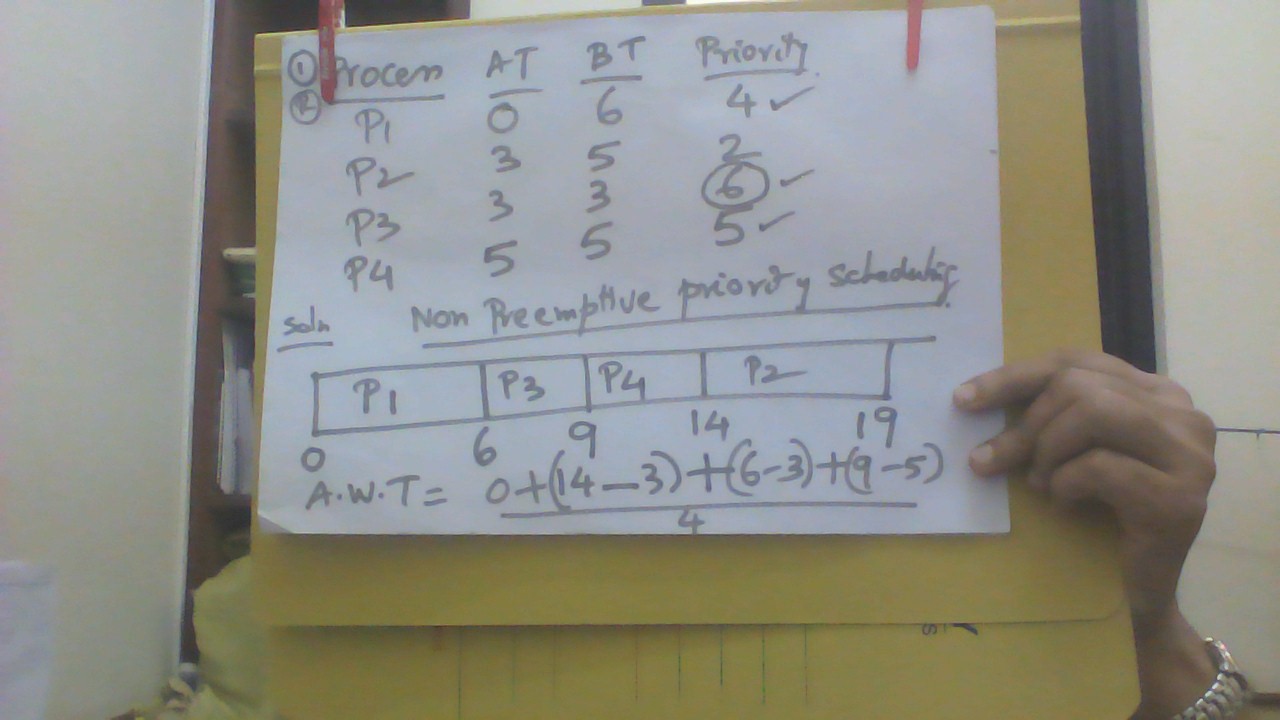 ① Process AT BT Priority
② P1 0 6 4 ✓
P2 3 5 2
P3 3 3 6 ✓
P4 5 5 5 ✓
Soln Non Preemptive priority scheduling.
P1 P3 P4 P2
0 6 9 14 19
A.W.T = 0+(14-3)+(6-3)+(9-5)
4